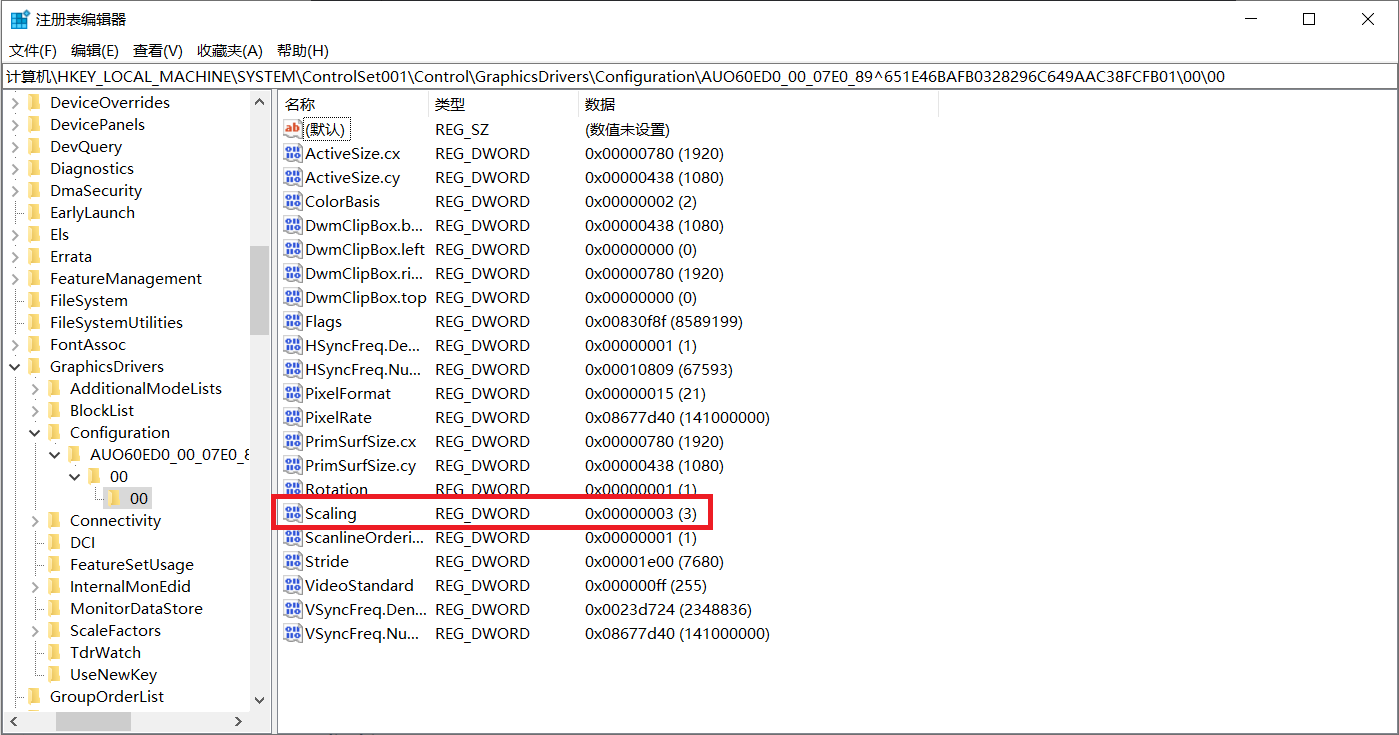 注册表编辑器
文件(F) 编辑(E) 查看(V) 收藏夹(A) 帮助(H)
计算机\HKEY_LOCAL_MACHINE\SYSTEM\ControlSet001\Control\GraphicsDrivers\Configuration\AUO60ED0_00_07E0_89^651E46BAFB0328296C649AAC38FCFB01\00\00
DeviceOverrides
DevicePanels
DevQuery
Diagnostics
DmaSecurity
EarlyLaunch
Els
Errata
FeatureManagement
FileSystem
FileSystemUtilities
FontAssoc
GraphicsDrivers
AdditionalModeLists
BlockList
Configuration
AUO60ED0_00_07E0_8
00
00
Connectivity
DCI
FeatureSetUsage
InternalMonEdid
MonitorDataStore
ScaleFactors
TdrWatch
UseNewKey
GroupOrderList
名称 类型 数据
(默认) REG_SZ (数值未设置)
ActiveSize.cx REG_DWORD 0x00000780 (1920)
ActiveSize.cy REG_DWORD 0x00000438 (1080)
ColorBasis REG_DWORD 0x00000002 (2)
DwmClipBox.b... REG_DWORD 0x00000438 (1080)
DwmClipBox.left REG_DWORD 0x00000000 (0)
DwmClipBox.ri... REG_DWORD 0x00000780 (1920)
DwmClipBox.top REG_DWORD 0x00000000 (0)
Flags REG_DWORD 0x00830f8f (8589199)
HSyncFreq.De... REG_DWORD 0x00000001 (1)
HSyncFreq.Nu... REG_DWORD 0x00010809 (67593)
PixelFormat REG_DWORD 0x00000015 (21)
PixelRate REG_DWORD 0x08677d40 (141000000)
PrimSurfSize.cx REG_DWORD 0x00000780 (1920)
PrimSurfSize.cy REG_DWORD 0x00000438 (1080)
Rotation REG_DWORD 0x00000001 (1)
Scaling REG_DWORD 0x00000003 (3)
ScanlineOrderi... REG_DWORD 0x00000001 (1)
Stride REG_DWORD 0x00001e00 (7680)
VideoStandard REG_DWORD 0x000000ff (255)
VSyncFreq.Den... REG_DWORD 0x0023d724 (2348836)
VSyncFreq.Nu... REG_DWORD 0x08677d40 (141000000)